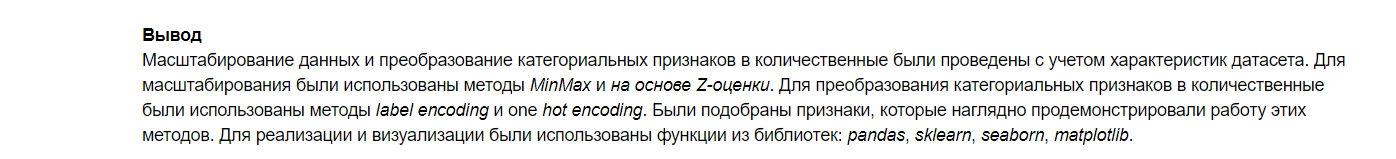 Вывод
Масштабирование данных и преобразование категориальных признаков в количественные были проведены с учетом характеристик датасета. Для
масштабирования были использованы методы MinMax и на основе Z-оценки. Для преобразования категориальных признаков в количественные
были использованы методы label encoding и one hot encoding. Были подобраны признаки, которые наглядно продемонстрировали работу этих
методов. Для реализации и визуализации были использованы функции из библиотек: pandas, sklearn, seaborn, matplotlib.